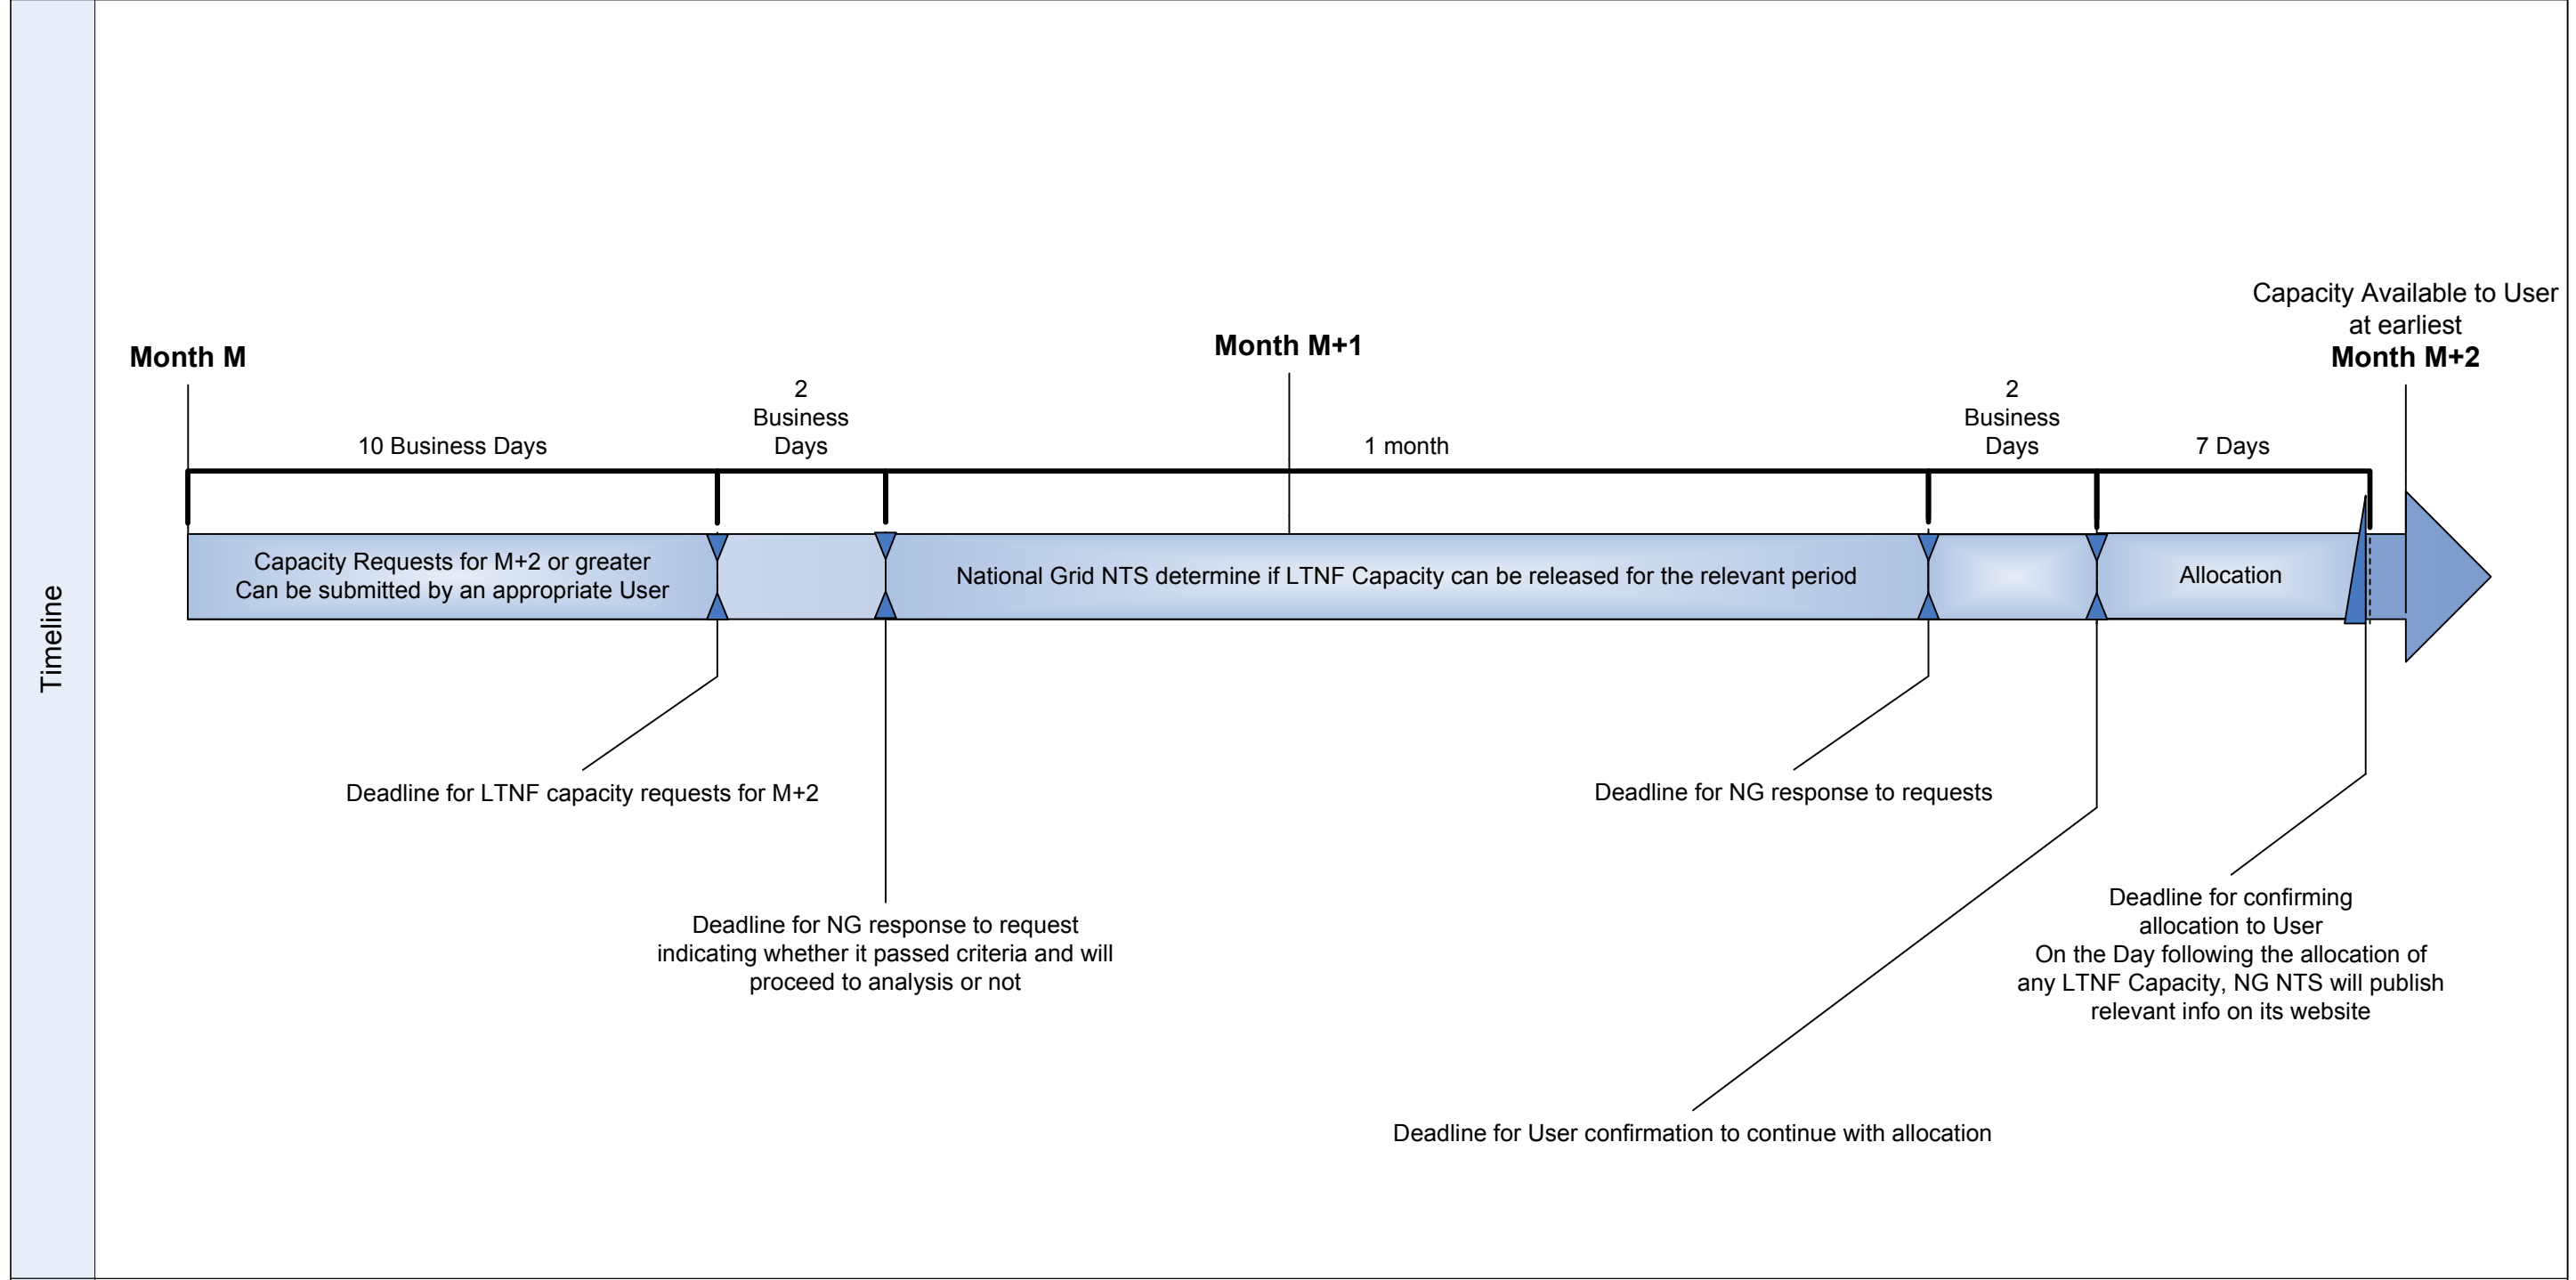 Timeline
Capacity Available to User
at earliest
Month M+2
Month M
Month M+1
10 Business Days
2
Business
Days
1 month
2
Business
Days
7 Days
Capacity Requests for M+2 or greater
Can be submitted by an appropriate User
National Grid NTS determine if LTNF Capacity can be released for the relevant period
Allocation
Deadline for LTNF capacity requests for M+2
Deadline for NG response to request
indicating whether it passed criteria and will
proceed to analysis or not
Deadline for NG response to requests
Deadline for User confirmation to continue with allocation
Deadline for confirming
allocation to User
On the Day following the allocation of
any LTNF Capacity, NG NTS will publish
relevant info on its website